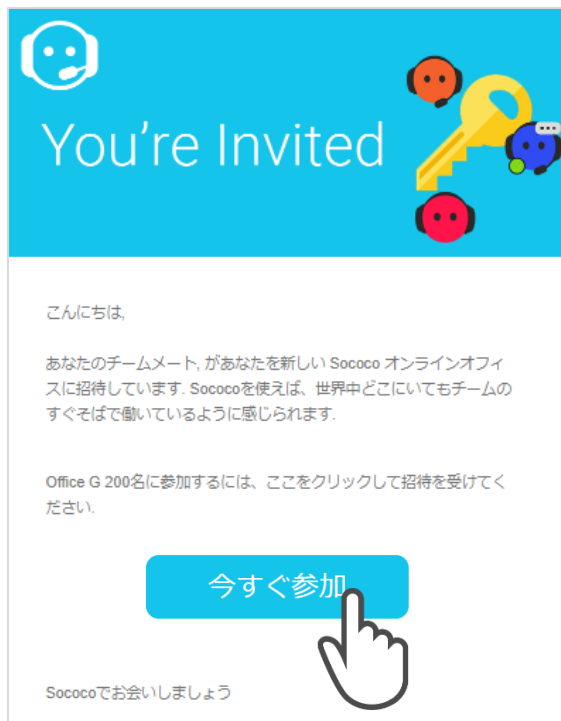 You're Invited
こんにちは,
あなたのチームメート, があなたを新しい Sococo オンラインオフィ
スに招待しています. Sococoを使えば、世界中どこにいてもチームの
すぐそばで働いているように感じられます.
Office G 200名に参加するには、ここをクリックして招待を受けてく
ださい.
今すぐ参加
Sococoでお会いしましょう